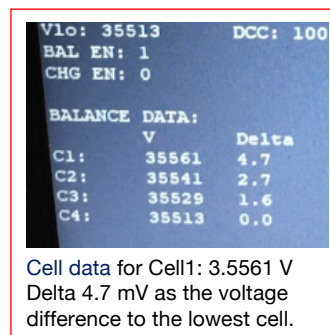 Vlo: 35513 DCC: 100
BAL EN: 1
CHG EN: 0
BALANCE DATA:
V Delta
C1: 35561 4.7
C2: 35541 2.7
C3: 35529 1.6
C4: 35513 0.0
Cell data for Cell1: 3.5561 V
Delta 4.7 mV as the voltage
difference to the lowest cell.